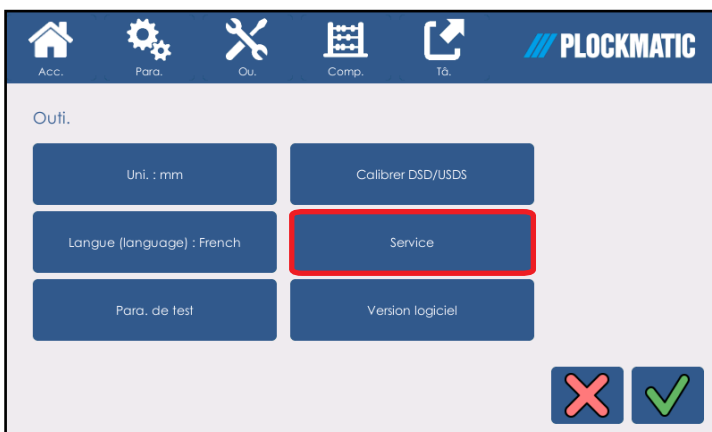 Acc.
Para.
Ou.
Comp.
Tâ.
PLOCKMATIC
Outi.
Uni. : mm
Calibrer DSD/USDS
Langue (language) : French
Service
Para. de test
Version logiciel